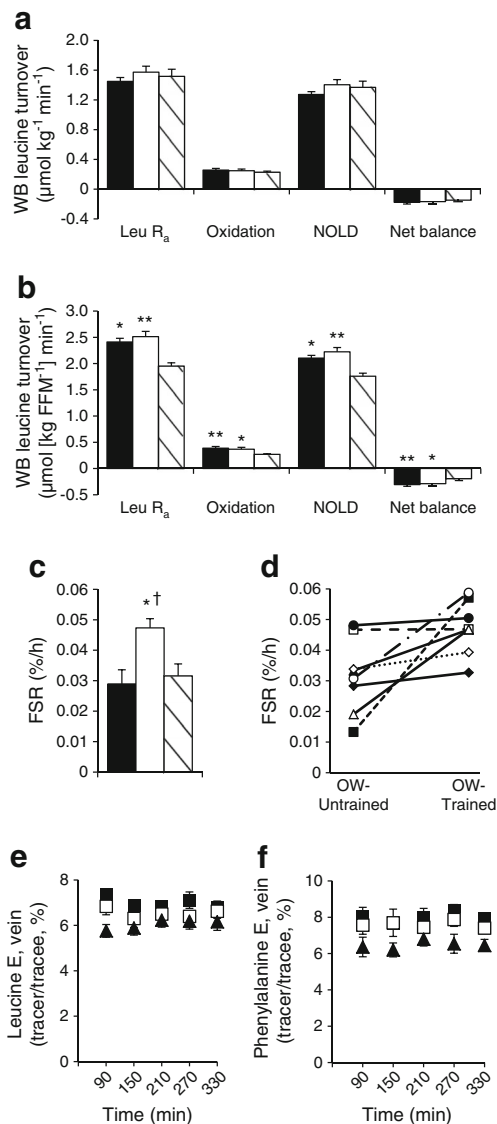 a
WB leucine turnover
(µmol kg⁻¹ min⁻¹)
2.0
1.6
1.2
0.8
0.4
0
-0.4
Leu Rₐ Oxidation NOLD Net balance
b
WB leucine turnover
(µmol [kg FFM⁻¹] min⁻¹)
3.0
2.5
2.0
1.5
1.0
0.5
0
-0.5
* ** ** * * ** ** *
Leu Rₐ Oxidation NOLD Net balance
c
FSR (%/h)
0.06
0.05
0.04
0.03
0.02
0.01
0
*†
d
FSR (%/h)
0.06
0.05
0.04
0.03
0.02
0.01
0
OW-
Untrained
OW-
Trained
e
Leucine E, vein
(tracer/tracee, %)
8
6
4
2
0
90 150 210 270 330
Time (min)
f
Phenylalanine E, vein
(tracer/tracee, %)
10
8
6
4
2
0
90 150 210 270 330
Time (min)